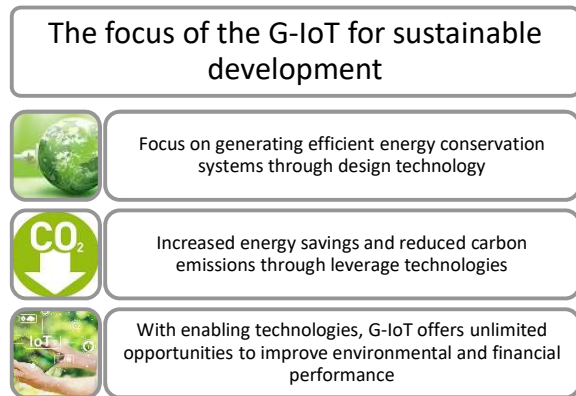 The focus of the G-IoT for sustainable
development
Focus on generating efficient energy conservation
systems through design technology
CO2
Increased energy savings and reduced carbon
emissions through leverage technologies
IoT
With enabling technologies, G-IoT offers unlimited
opportunities to improve environmental and financial
performance